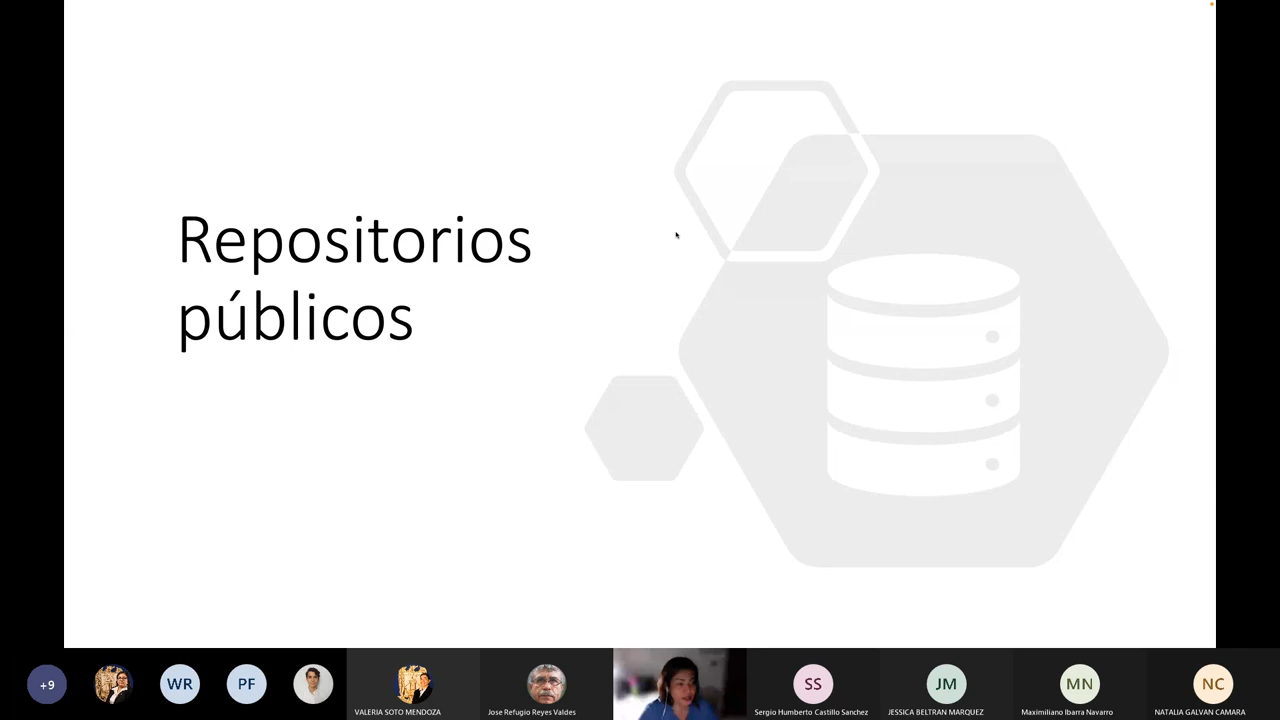 Repositorios
públicos
+9
WR
PF
VALERIA SOTO MENDOZA
Jose Refugio Reyes Valdes
SS
Sergio Humberto Castillo Sanchez
JM
JESSICA BELTRAN MARQUEZ
MN
Maximiliano Ibarra Navarro
NC
NATALIA GALVAN CAMARA